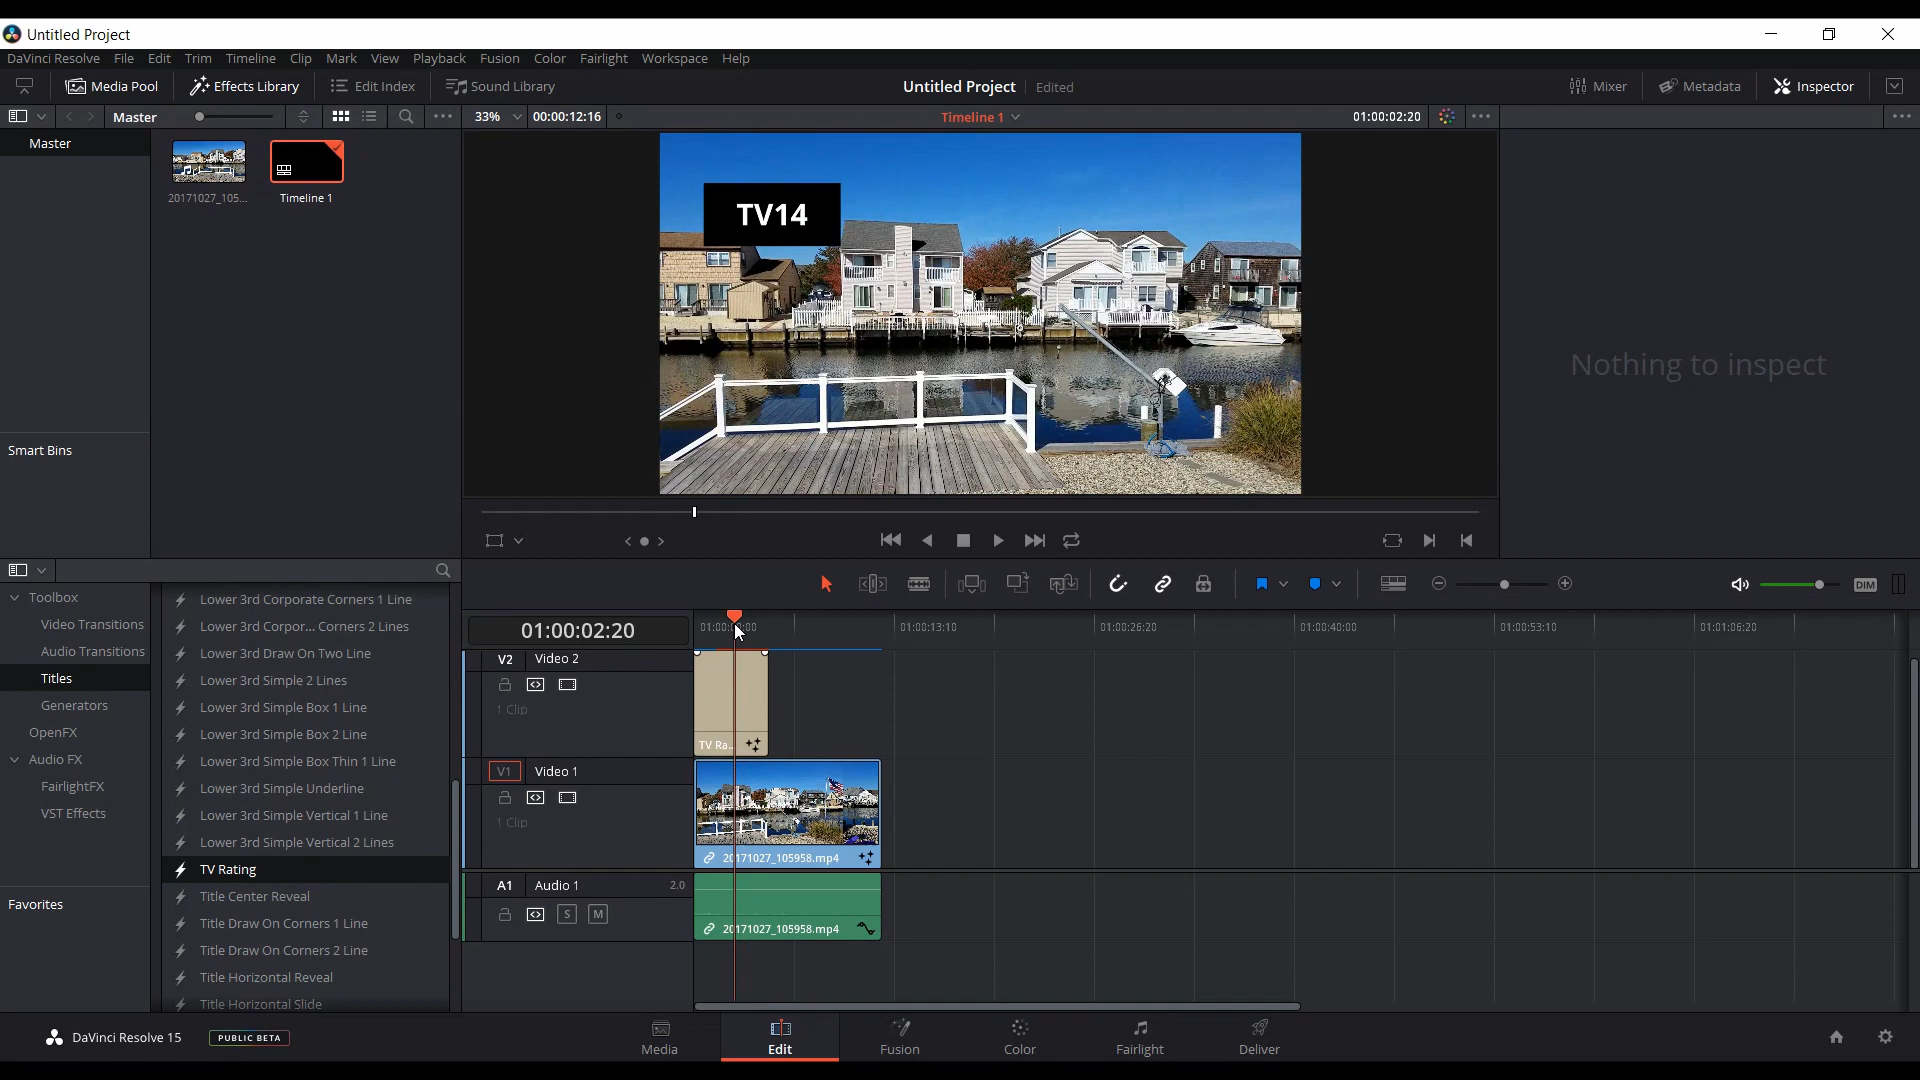 Untitled Project
DaVinci Resolve File Edit Trim Timeline Clip Mark View Playback Fusion Color Fairlight Workspace Help
Media Pool Effects Library Edit Index Sound Library Untitled Project Edited Mixer Metadata Inspector
Master 33% 00:00:12:16 Timeline 1 01:00:02:20
Master
20171027_105... Timeline 1
TV14
Nothing to inspect
Smart Bins
Toolbox
Video Transitions
Audio Transitions
Titles
Generators
OpenFX
Audio FX
FairlightFX
VST Effects
Favorites
Lower 3rd Corporate Corners 1 Line
Lower 3rd Corpor... Corners 2 Lines
Lower 3rd Draw On Two Line
Lower 3rd Simple 2 Lines
Lower 3rd Simple Box 1 Line
Lower 3rd Simple Box 2 Line
Lower 3rd Simple Box Thin 1 Line
Lower 3rd Simple Underline
Lower 3rd Simple Vertical 1 Line
Lower 3rd Simple Vertical 2 Lines
TV Rating
Title Center Reveal
Title Draw On Corners 1 Line
Title Draw On Corners 2 Line
Title Horizontal Reveal
Title Horizontal Slide
DIM
01:00:02:20 01:00:13:10 01:00:26:20 01:00:40:00 01:00:53:10 01:01:06:20
V2 Video 2
1 Clip
TV Ra...
V1 Video 1
1 Clip
20171027_105958.mp4
A1 Audio 1 2.0
S M
20171027_105958.mp4
DaVinci Resolve 15 PUBLIC BETA
Media Edit Fusion Color Fairlight Deliver